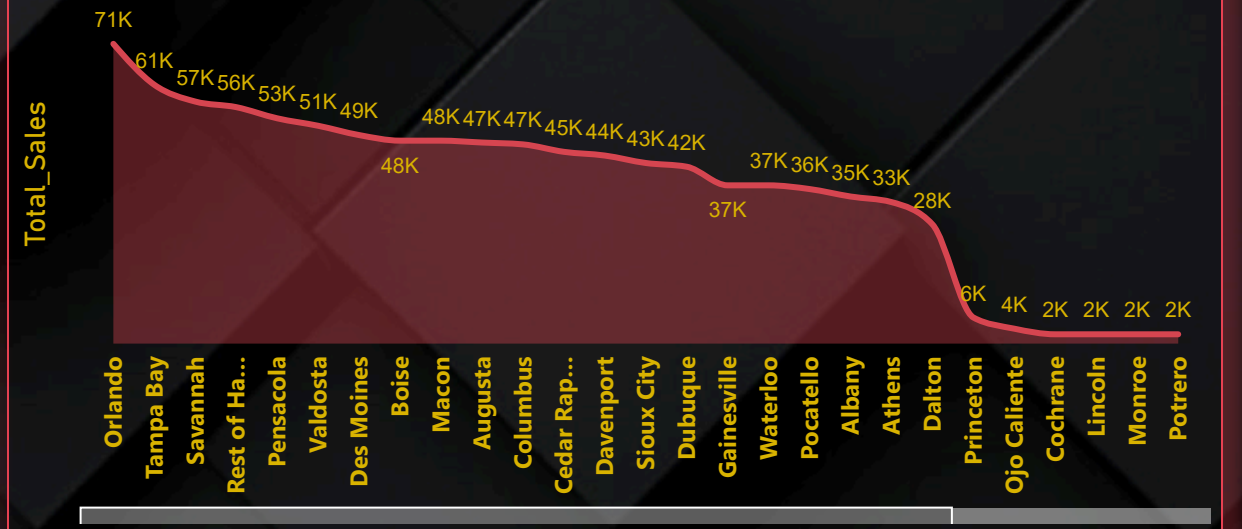 71K
61K
57K
56K
53K
51K
49K
48K
48K
47K
47K
45K
44K
43K
42K
37K
37K
36K
35K
33K
28K
6K
4K
2K
2K
2K
2K
Total_Sales
Orlando
Tampa Bay
Savannah
Rest of Ha...
Pensacola
Valdosta
Des Moines
Boise
Macon
Augusta
Columbus
Cedar Rap...
Davenport
Sioux City
Dubuque
Gainesville
Waterloo
Pocatello
Albany
Athens
Dalton
Princeton
Ojo Caliente
Cochrane
Lincoln
Monroe
Potrero